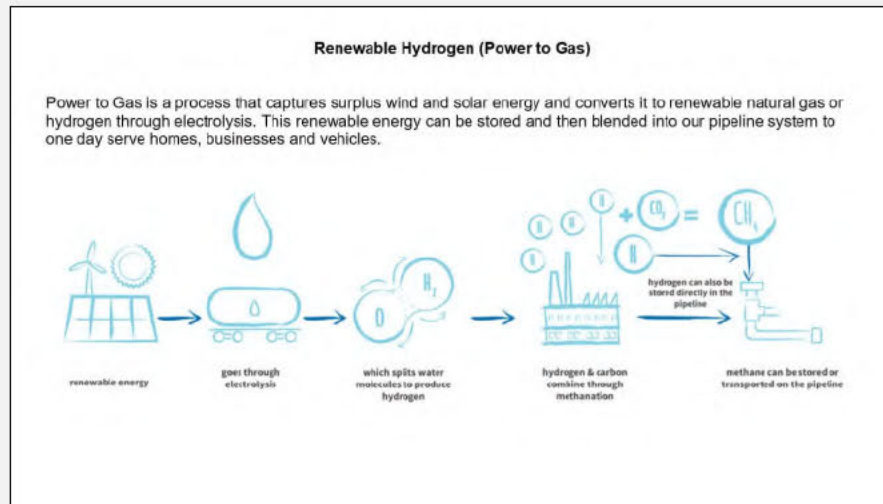 Renewable Hydrogen (Power to Gas)
Power to Gas is a process that captures surplus wind and solar energy and converts it to renewable natural gas or
hydrogen through electrolysis. This renewable energy can be stored and then blended into our pipeline system to
one day serve homes, businesses and vehicles.
H + CO₂ = CH₄
H H
H H
O H₂
hydrogen can also be
stored directly in the
pipeline
renewable energy
goes through
electrolysis
which splits water
molecules to produce
hydrogen
hydrogen & carbon
combine through
methanation
methane can be stored or
transported on the pipeline